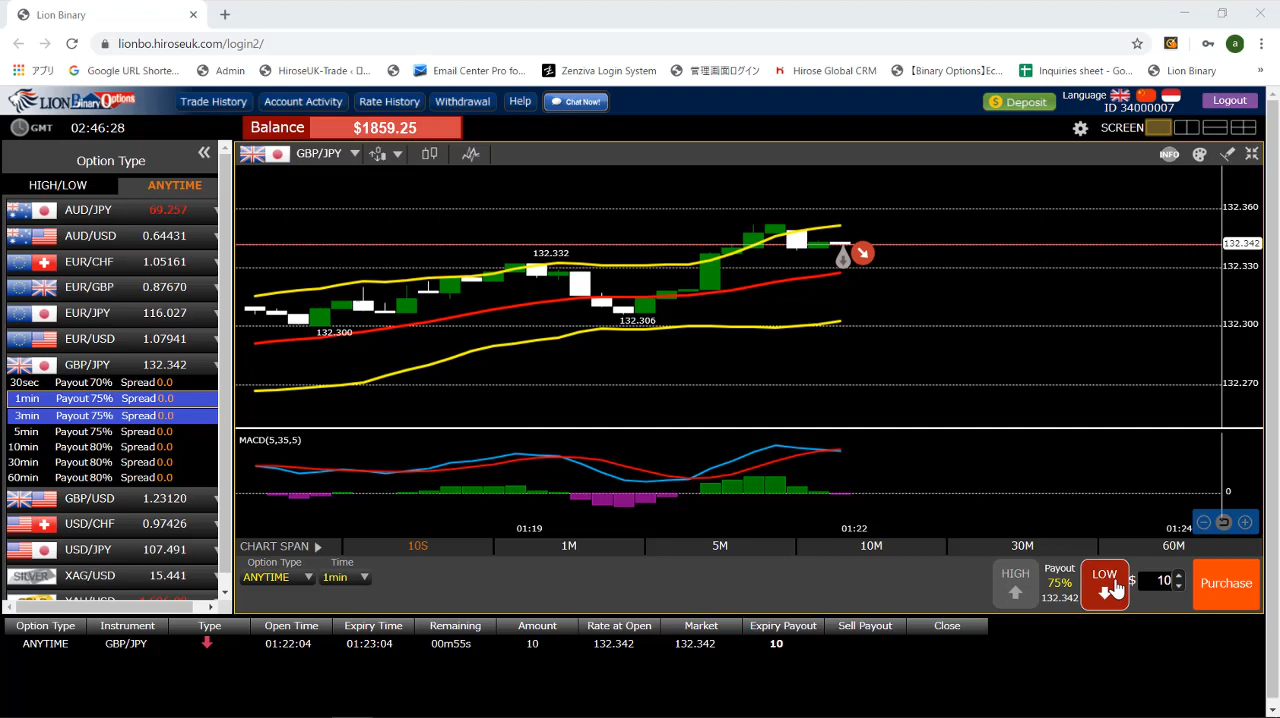 Lion Binary
lionbo.hiroseuk.com/login2/
a
アプリ Google URL Shorte... Admin HiroseUK-Trade ‹ ロ... Email Center Pro fo... Zenziva Login System 管理画面ログイン Hirose Global CRM 【Binary Options】Ec... Inquiries sheet - Go... Lion Binary »
LION Binary Options Trade History Account Activity Rate History Withdrawal Help Chat Now! $ Deposit Language ID 34000007 Logout
GMT 02:46:28 Balance $1859.25 SCREEN
Option Type «
GBP/JPY INFO
HIGH/LOW ANYTIME
AUD/JPY 69.257
AUD/USD 0.64431
EUR/CHF 1.05161
EUR/GBP 0.87670
EUR/JPY 116.027
EUR/USD 1.07941
GBP/JPY 132.342
30sec Payout 70% Spread 0.0
1min Payout 75% Spread 0.0
3min Payout 75% Spread 0.0
5min Payout 75% Spread 0.0
10min Payout 80% Spread 0.0
30min Payout 80% Spread 0.0
60min Payout 80% Spread 0.0
GBP/USD 1.23120
USD/CHF 0.97426
USD/JPY 107.491
SILVER XAG/USD 15.441
132.360
132.342
132.330
132.300
132.270
132.332
132.306
132.300
MACD(5,35,5)
0
01:19 01:22 01:24
CHART SPAN 10S 1M 5M 10M 30M 60M
Option Type Time
ANYTIME 1min
HIGH
Payout
75%
132.342
LOW
$ 10
Purchase
Option Type Instrument Type Open Time Expiry Time Remaining Amount Rate at Open Market Expiry Payout Sell Payout Close
ANYTIME GBP/JPY 01:22:04 01:23:04 00m55s 10 132.342 132.342 10